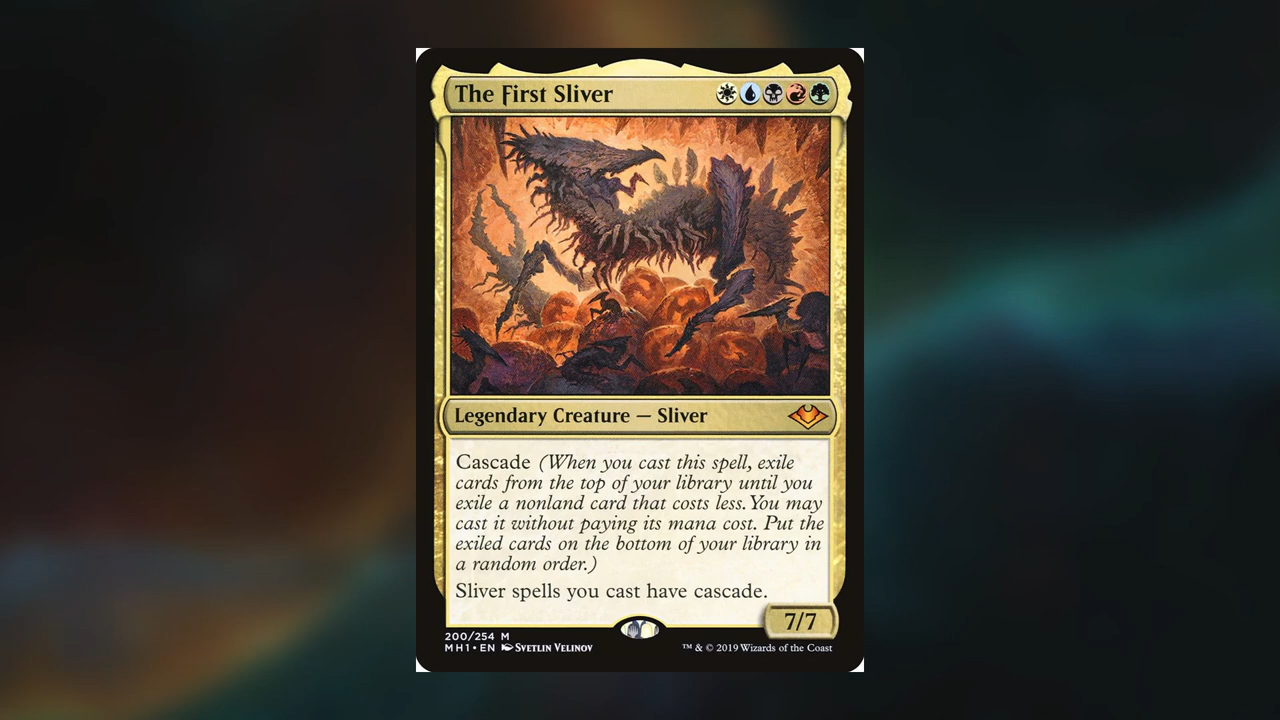 The First Sliver
Legendary Creature — Sliver
Cascade (When you cast this spell, exile
cards from the top of your library until you
exile a nonland card that costs less. You may
cast it without paying its mana cost. Put the
exiled cards on the bottom of your library in
a random order.)
Sliver spells you cast have cascade.
7/7
200/254 M
MH1 • EN Svetlin Velinov
™ & © 2019 Wizards of the Coast